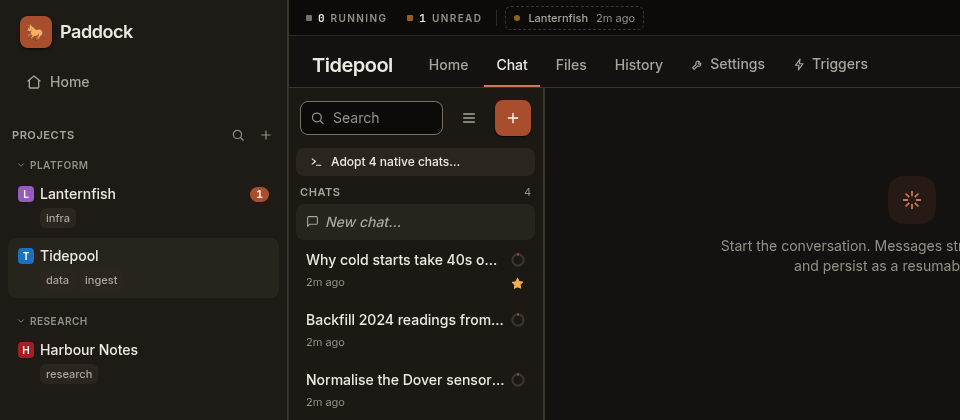 Paddock
Home
PROJECTS
PLATFORM
L Lanternfish 1
infra
T Tidepool
data ingest
RESEARCH
H Harbour Notes
research
0 RUNNING 1 UNREAD Lanternfish 2m ago
Tidepool Home Chat Files History Settings Triggers
Search
Adopt 4 native chats...
CHATS 4
New chat...
Why cold starts take 40s o...
2m ago
Backfill 2024 readings from...
2m ago
Normalise the Dover sensor...
2m ago
Start the conversation. Messages
and persist as a